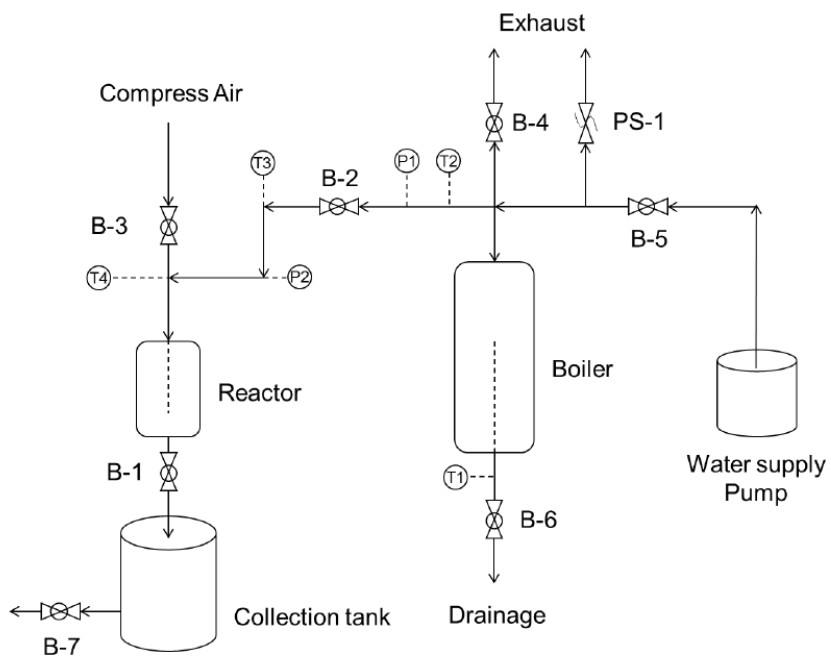 Exhaust
Compress Air
B-4
PS-1
T3
P1
T2
B-2
B-3
B-5
T4
P2
Boiler
Reactor
Water supply
Pump
B-1
T1
B-6
Collection tank
Drainage
B-7